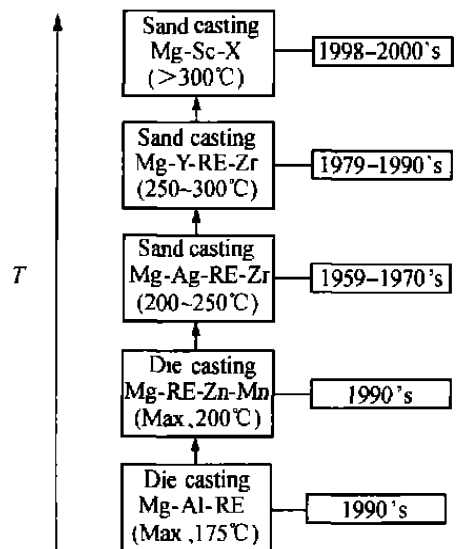 Sand casting
Mg-Sc-X
(>300℃)
1998-2000's
Sand casting
Mg-Y-RE-Zr
(250~300℃)
1979-1990's
T
Sand casting
Mg-Ag-RE-Zr
(200~250℃)
1959-1970's
Die casting
Mg-RE-Zn-Mn
(Max,200℃)
1990's
Die casting
Mg-Al-RE
(Max,175℃)
1990's